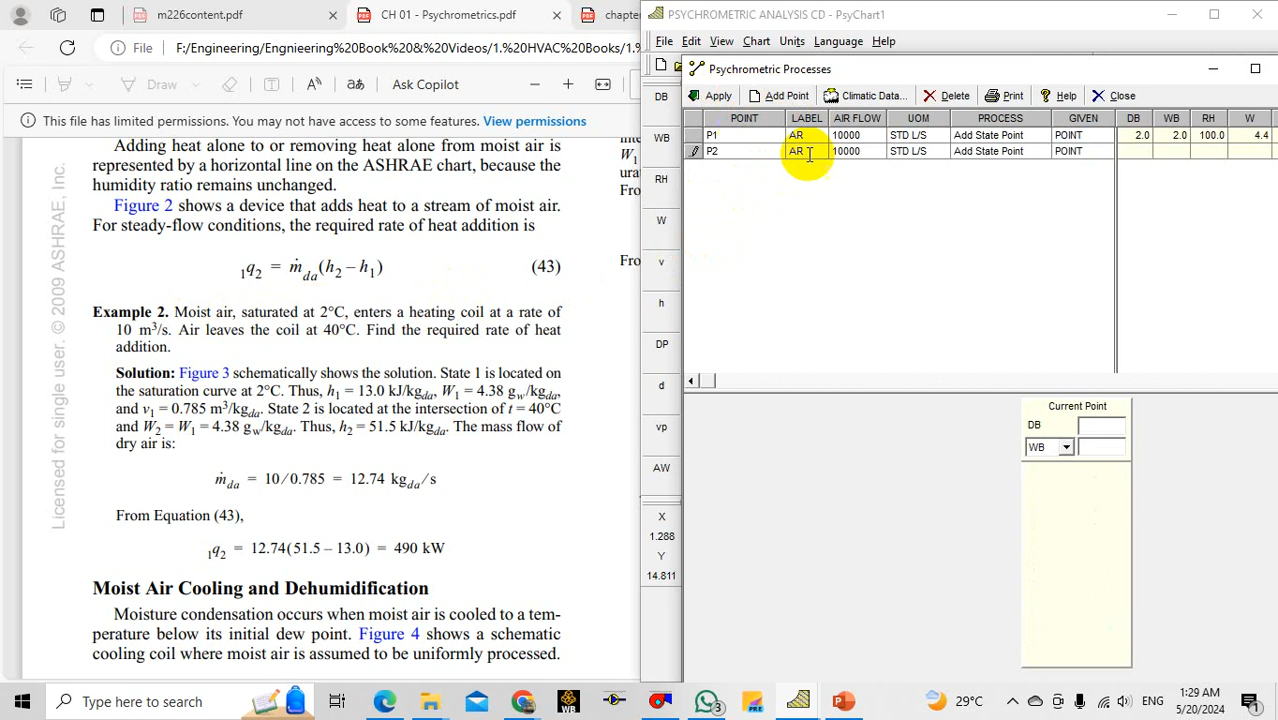 m226content.pdf
CH 01 - Psychrometrics.pdf
chapter
PSYCHROMETRIC ANALYSIS CD - PsyChart1
File
F:/Engineering/Engnieering%20Book%20&%20Videos/1.%20HVAC%20Books/1.
File Edit View Chart Units Language Help
Draw
Ask Copilot
Psychrometric Processes
This file has limited permissions. You may not have access to some features. View permissions
Apply Add Point Climatic Data... Delete Print Help Close
POINT LABEL AIR FLOW UOM PROCESS GIVEN DB WB RH W
P1 AR 10000 STD L/S Add State Point POINT 2.0 2.0 100.0 4.4
P2 AR 10000 STD L/S Add State Point POINT
DB
WB
RH
W
v
h
DP
d
vp
AW
X
1.288
Y
14.811
Current Point
DB
WB
Licensed for single user. © 2009 ASHRAE, Inc.
Adding heat alone to or removing heat alone from moist air is
represented by a horizontal line on the ASHRAE chart, because the
humidity ratio remains unchanged.
Figure 2 shows a device that adds heat to a stream of moist air.
For steady-flow conditions, the required rate of heat addition is
₁q₂ = ṁda(h₂ – h₁) (43)
Example 2. Moist air, saturated at 2°C, enters a heating coil at a rate of
10 m³/s. Air leaves the coil at 40°C. Find the required rate of heat
addition.
Solution: Figure 3 schematically shows the solution. State 1 is located on
the saturation curve at 2°C. Thus, h₁ = 13.0 kJ/kgda, W₁ = 4.38 gw/kgda,
and v₁ = 0.785 m³/kgda. State 2 is located at the intersection of t = 40°C
and W₂ = W₁ = 4.38 gw/kgda. Thus, h₂ = 51.5 kJ/kgda. The mass flow of
dry air is:
ṁda = 10/0.785 = 12.74 kgda/s
From Equation (43),
₁q₂ = 12.74(51.5 – 13.0) = 490 kW
Moist Air Cooling and Dehumidification
Moisture condensation occurs when moist air is cooled to a tem-
perature below its initial dew point. Figure 4 shows a schematic
cooling coil where moist air is assumed to be uniformly processed.
W₁
urat
Fro
Fro
Type here to search
WB
3
PRE
29°C
ENG
1:29 AM
5/20/2024
1